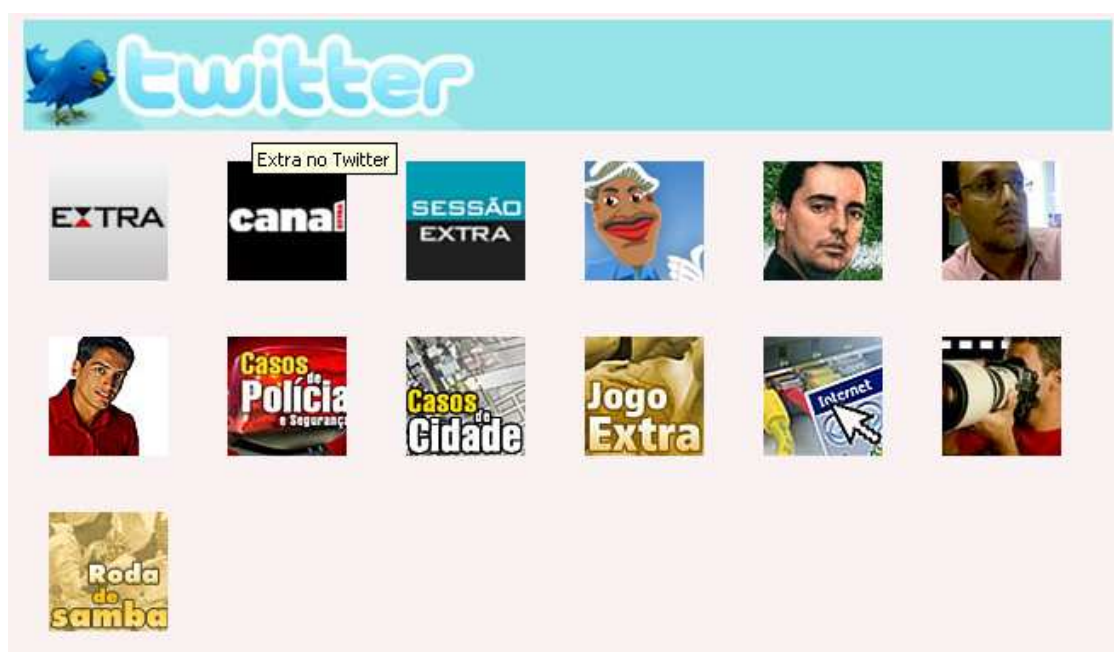 twitter
Extra no Twitter
EXTRA
canal
EXTRA
SESSÃO
EXTRA
Casos
de
Polícia
e Segurança
Casos
de
Cidade
Jogo
Extra
Internet
Roda
de
samba